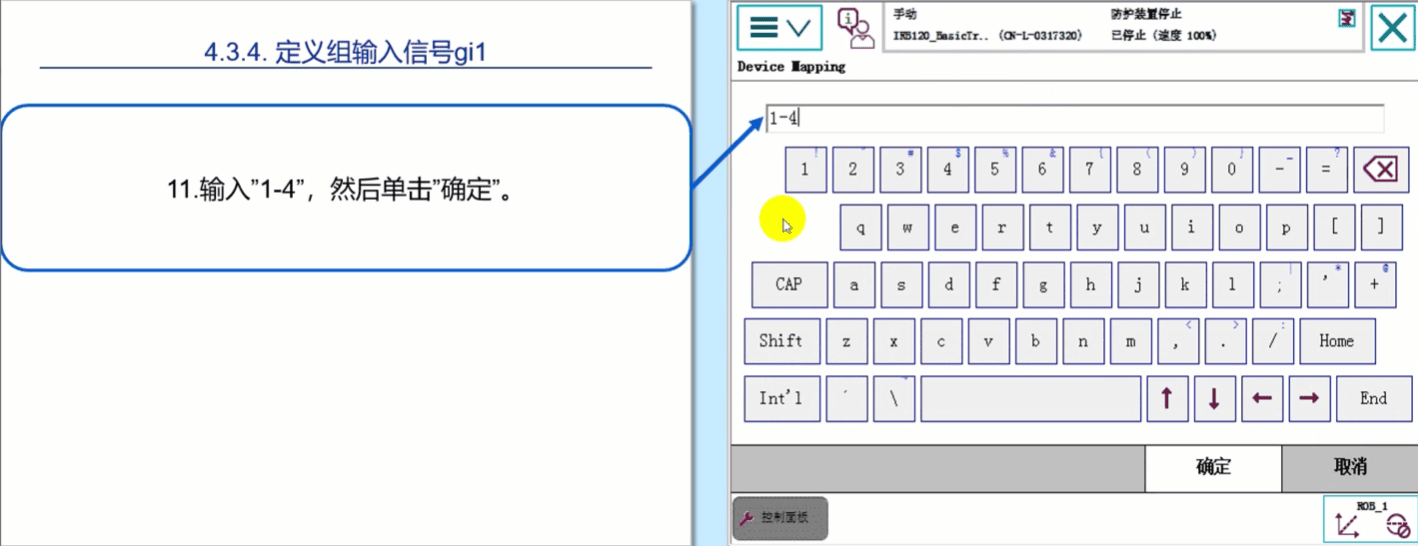 4.3.4. 定义组输入信号gi1
11.输入”1-4”，然后单击”确定”。
手动
防护装置停止
IRB120_BasicTr.. (CN-L-0317320)
已停止 (速度 100%)
Device Mapping
1-4
1 ! 2 3 # 4 $ 5 % 6 & 7 { 8 ( 9 ) 0 } - _ = ?
q w e r t y u i o p [ ]
CAP a s d f g h j k l ; | ' * + @
Shift z x c v b n m , < . > / : Home
Int'l ´ \ ~ ↑ ↓ ← → End
确定 取消
控制面板
ROB_1